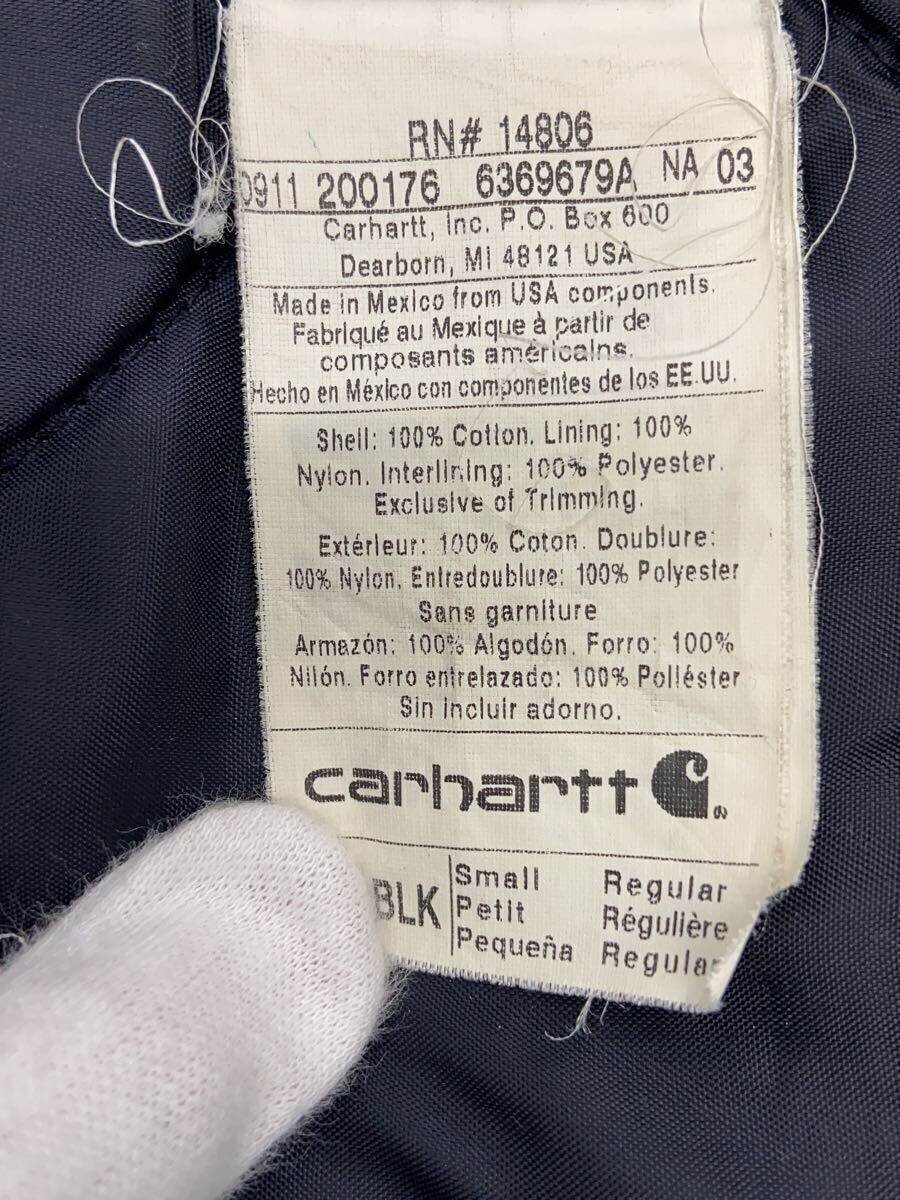 RN# 14806
0911 200176 6369679A NA 03
Carhartt, Inc. P.O. Box 600
Dearborn, MI 48121 USA
Made in Mexico from USA components.
Fabriqué au Mexique à partir de
composants américains.
Hecho en México con componentes de los EE.UU.
Shell: 100% Cotton. Lining: 100%
Nylon. Interlining: 100% Polyester.
Exclusive of Trimming.
Extérieur: 100% Coton. Doublure:
100% Nylon. Entredoublure: 100% Polyester
Sans garniture
Armazón: 100% Algodón. Forro: 100%
Nilón. Forro entrelazado: 100% Poliéster
Sin incluir adorno.
carhartt ®
BLK
Small Regular
Petit Régulière
Pequeña Regular